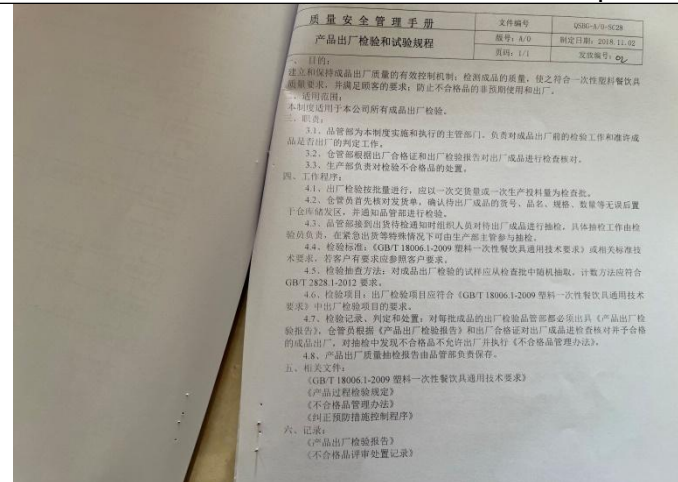 质量安全管理手册
文件编号
QSGL-A/0-SC29
产品出厂检验和试验规程
版号：A/0
制定日期：2018.11.02
页码：1/1
发放编号：02
一、目的：
建立和保持成品出厂质量的有效控制机制；检测成品的质量，使之符合一次性塑料餐饮具
质量要求，并满足顾客的要求；防止不合格品的非预期使用和出厂。
二、适用范围：
本制度适用于本公司所有成品出厂检验。
三、职责：
3.1、品管部为本制度实施和执行的主管部门。负责对成品出厂前的检验工作和准许成
品是否出厂的判定工作。
3.2、仓管部根据出厂合格证和出厂检验报告对出厂成品进行检查核对。
3.3、生产部负责对检验不合格品的处置。
四、工作程序：
4.1、出厂检验按批量进行，应以一次交货量或一次生产投料量为检查批。
4.2、仓管员首先核对发货单，确认待出厂成品的货号、品名、规格、数量等无误后置
于仓库储发区，并通知品管部进行检验。
4.3、品管部接到出货待检通知时组织人员对待出厂成品进行抽检，具体抽检工作由检
验员负责，在紧急出货等特殊情况下可由生产部主管参与抽检。
4.4、检验标准：《GB/T 18006.1-2009 塑料一次性餐饮具通用技术要求》或相关标准技
术要求，若客户有要求应参照客户要求。
4.5、检验抽查方法：对成品出厂检验的试样应从检查批中随机抽取，计数方法应符合
GB/T 2828.1-2012 要求。
4.6、检验项目：出厂检验项目应符合《GB/T 18006.1-2009 塑料一次性餐饮具通用技术
要求》中出厂检验项目的要求。
4.7、检验记录、判定和处置：对每批成品的出厂检验品管部都必须出具《产品出厂检
验报告》，仓管员根据《产品出厂检验报告》和出厂合格证对出厂成品进检查核对并予合格
的成品出厂，对抽检中发现不合格品不允许出厂并执行《不合格品管理办法》。
4.8、产品出厂质量抽检报告由品管部负责保存。
五、相关文件：
《GB/T 18006.1-2009 塑料一次性餐饮具通用技术要求》
《产品过程检验规定》
《不合格品管理办法》
《纠正预防措施控制程序》
六、记录：
《产品出厂检验报告》
《不合格品评审处置记录》